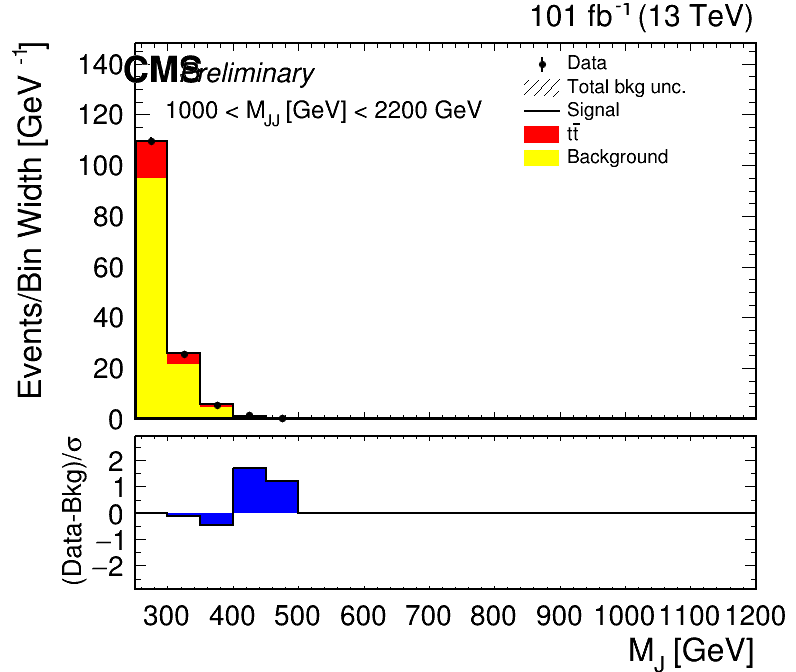 101 fb⁻¹ (13 TeV)
CMS Preliminary
1000 < M_JJ [GeV] < 2200 GeV
Data
Total bkg unc.
Signal
tt̄
Background
Events/Bin Width [GeV⁻¹]
140
120
100
80
60
40
20
0
(Data-Bkg)/σ
2
1
0
−1
−2
300 400 500 600 700 800 900 1000 1100 1200
M_J [GeV]